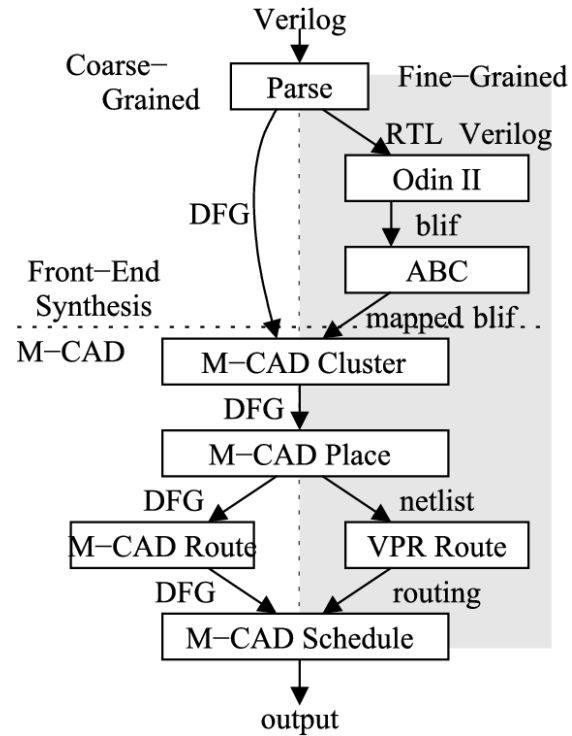 Verilog
Coarse−
Grained
Parse
Fine−Grained
RTL Verilog
Odin II
DFG
blif
ABC
Front−End
Synthesis
mapped blif
M−CAD
M−CAD Cluster
DFG
M−CAD Place
DFG
netlist
M−CAD Route
VPR Route
DFG
routing
M−CAD Schedule
output